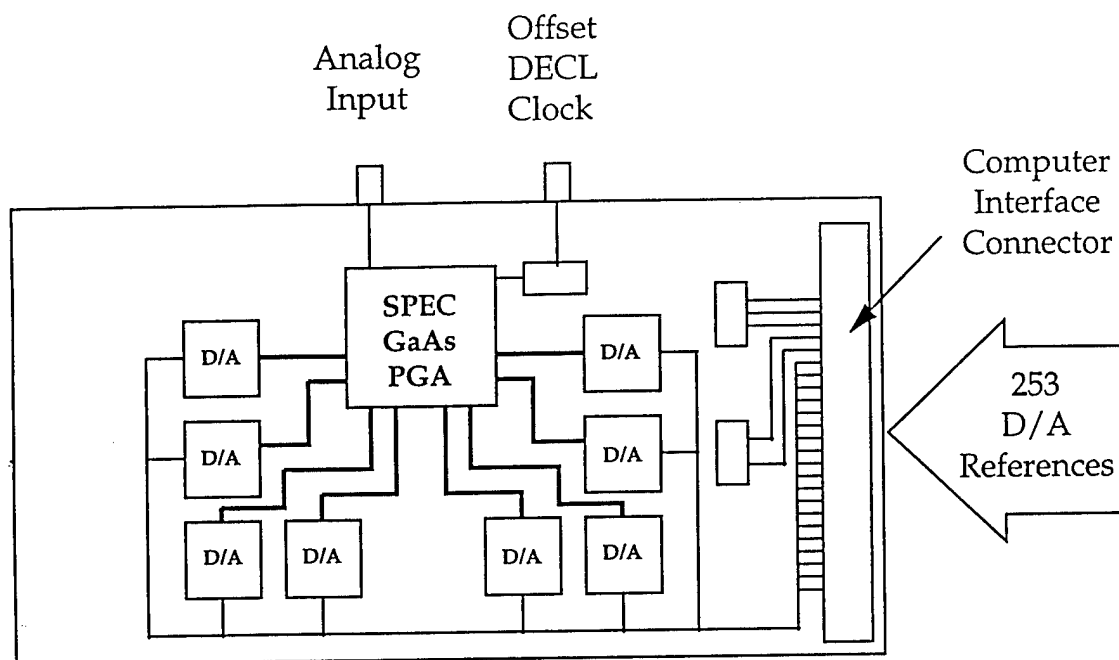 Analog
Input
Offset
DECL
Clock
Computer
Interface
Connector
SPEC
GaAs
PGA
D/A
D/A
D/A
D/A
D/A
D/A
D/A
D/A
253
D/A
References